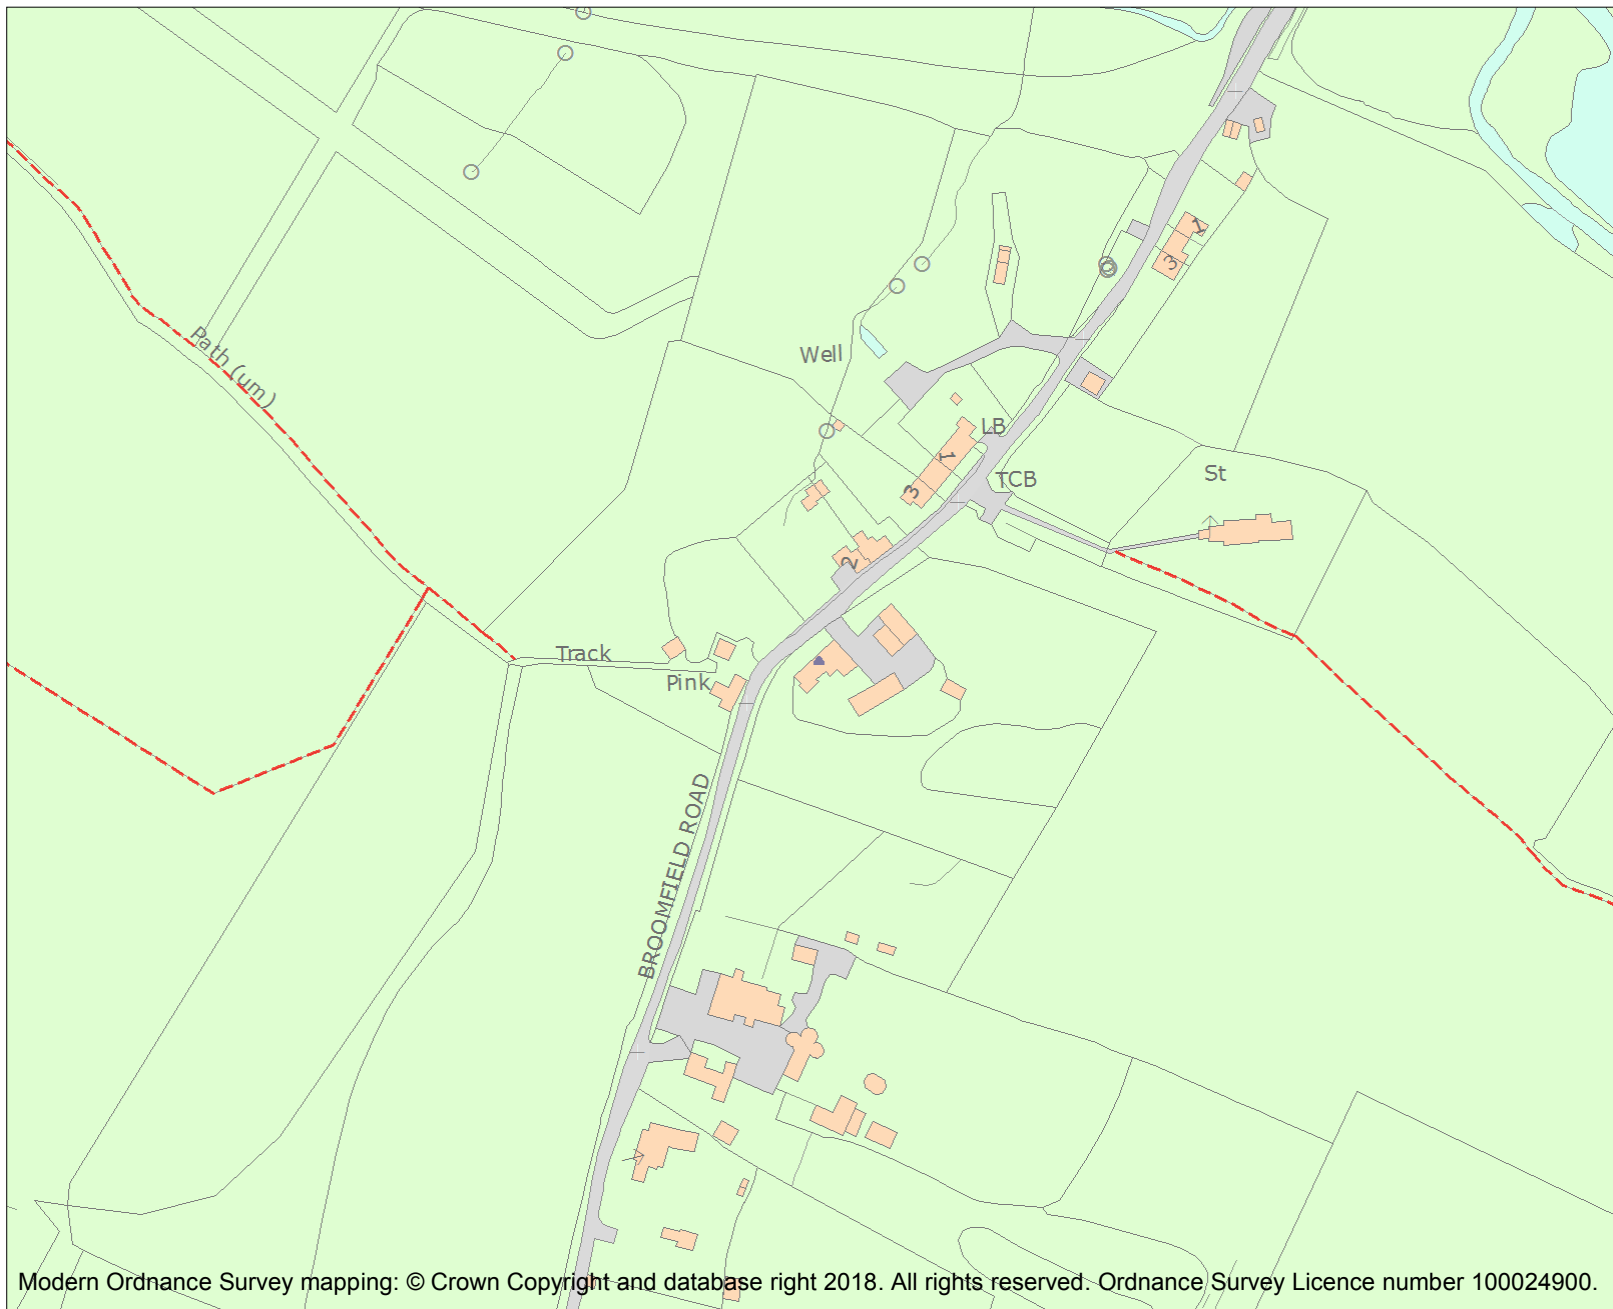 1
3
Path (um)
Well
LB
1
3
St
TCB
2
Track
Pink
BROOMFIELD ROAD
Modern Ordnance Survey mapping: © Crown Copyright and database right 2018. All rights reserved. Ordnance Survey Licence number 100024900.